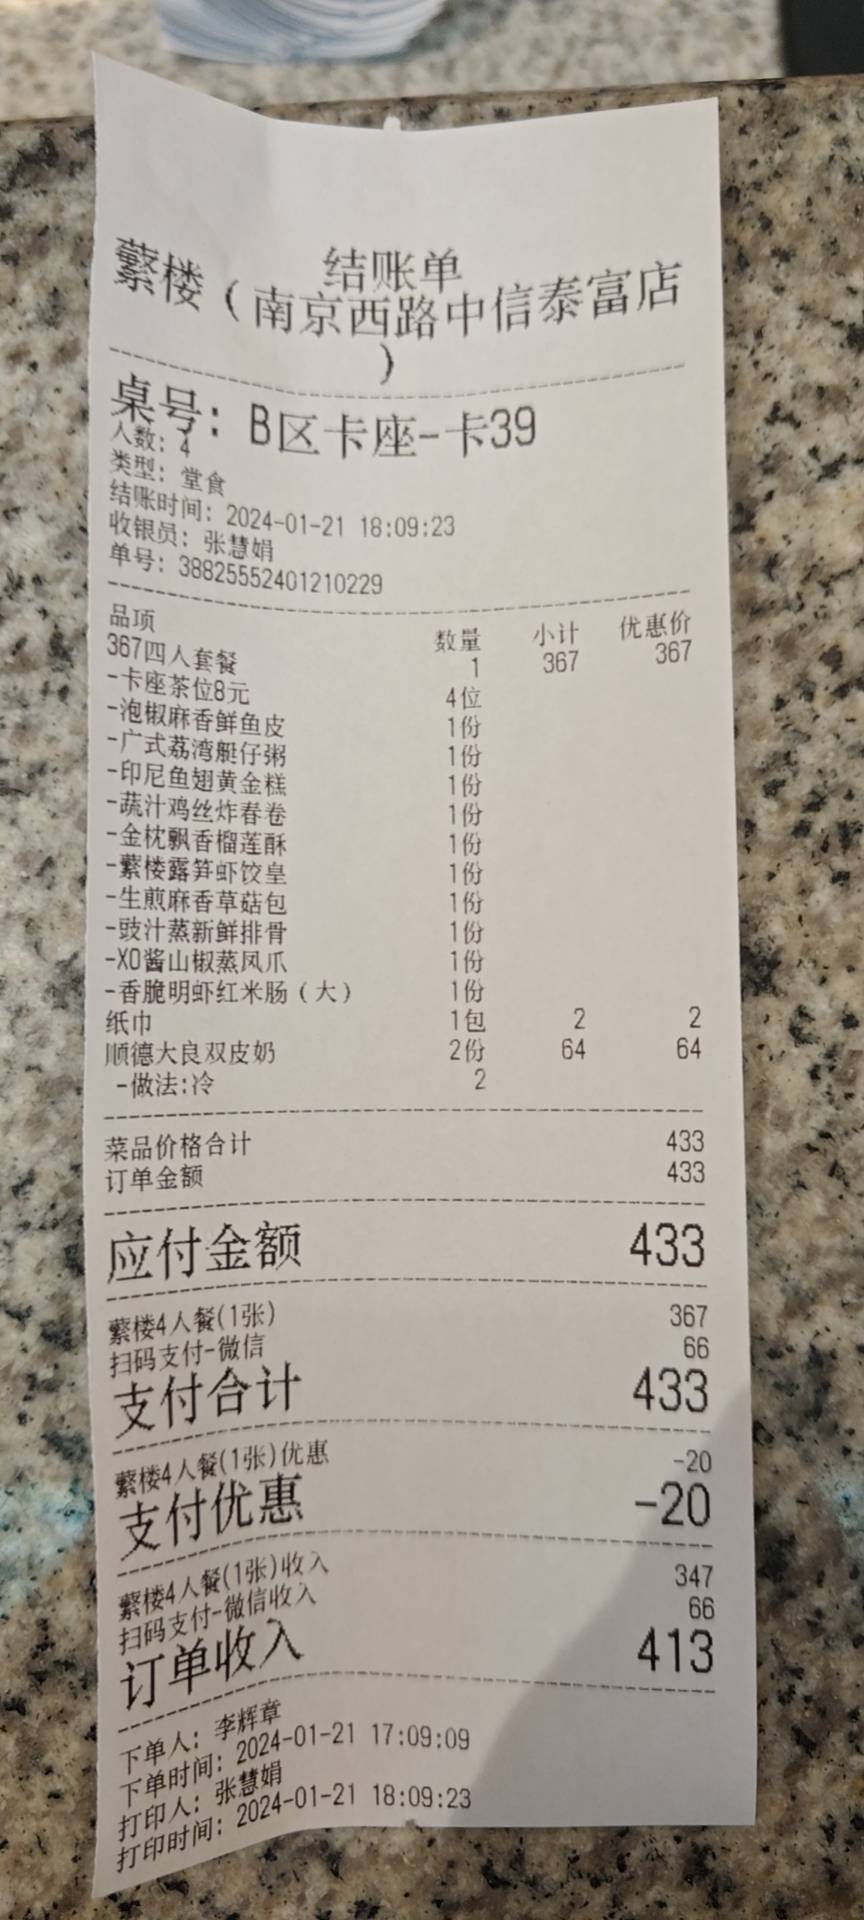 结账单
蘩楼（南京西路中信泰富店
）
桌号：B区卡座-卡39
人数：4
类型：堂食
结账时间：2024-01-21 18:09:23
收银员：张慧娟
单号：38825552401210229
品项 数量 小计 优惠价
367四人套餐 1 367 367
-卡座茶位8元 4位
-泡椒麻香鲜鱼皮 1份
-广式荔湾艇仔粥 1份
-印尼鱼翅黄金糕 1份
-蔬汁鸡丝炸春卷 1份
-金枕飘香榴莲酥 1份
-蘩楼露笋虾饺皇 1份
-生煎麻香草菇包 1份
-豉汁蒸新鲜排骨 1份
-XO酱山椒蒸凤爪 1份
-香脆明虾红米肠（大） 1份
纸巾 1包 2 2
顺德大良双皮奶 2份 64 64
-做法:冷 2
菜品价格合计 433
订单金额 433
应付金额 433
蘩楼4人餐(1张) 367
扫码支付-微信 66
支付合计 433
蘩楼4人餐(1张)优惠 -20
支付优惠 -20
蘩楼4人餐(1张)收入 347
扫码支付-微信收入 66
订单收入 413
下单人：李辉章
下单时间：2024-01-21 17:09:09
打印人：张慧娟
打印时间：2024-01-21 18:09:23